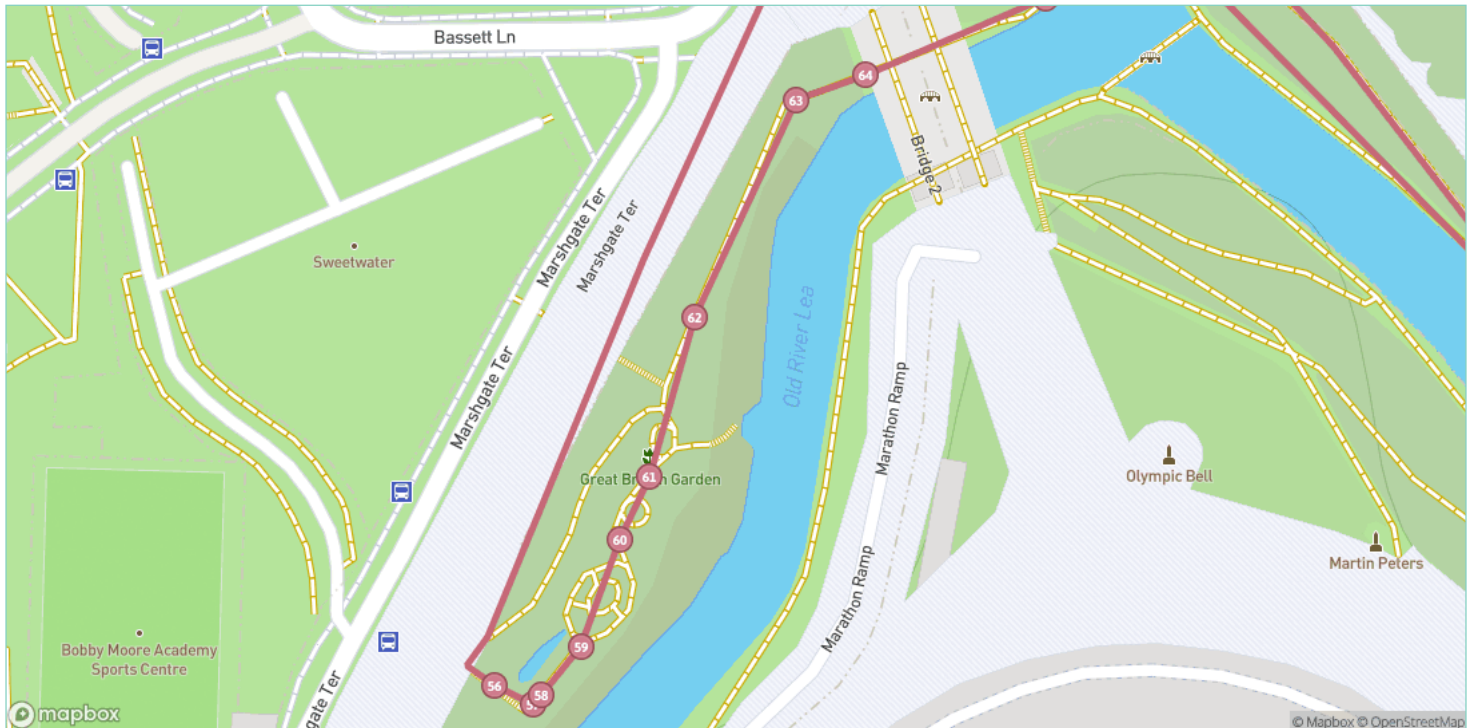 Bassett Ln
64
63
Bridge 2
Marshgate Ter
Marshgate Ter
Sweetwater
62
Old River Lea
Marshgate Ter
Marathon Ramp
Great Garden
61
Olympic Bell
60
Martin Peters
Marathon Ramp
59
Bobby Moore Academy
Sports Centre
56
58
mapbox
© Mapbox © OpenStreetMap